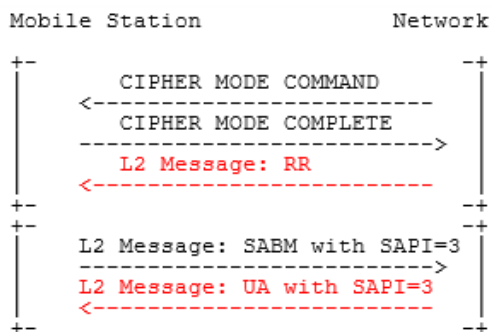 Mobile Station Network
CIPHER MODE COMMAND
CIPHER MODE COMPLETE
L2 Message: RR
L2 Message: SABM with SAPI=3
L2 Message: UA with SAPI=3